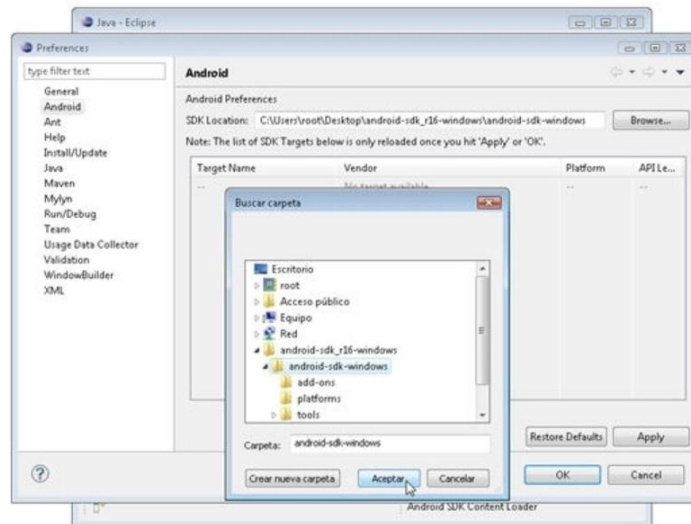 Java - Eclipse
Preferences
type filter text
General
Android
Ant
Help
Install/Update
Java
Maven
Mylyn
Run/Debug
Team
Usage Data Collector
Validation
WindowBuilder
XML
Android
Android Preferences
SDK Location: C:\Users\root\Desktop\android-sdk_r16-windows\android-sdk-windows Browse...
Note: The list of SDK Targets below is only reloaded once you hit 'Apply' or 'OK'.
Target Name Vendor Platform API Le...
-- No target available -- --
Buscar carpeta
Escritorio
root
Acceso público
Equipo
Red
android-sdk_r16-windows
android-sdk-windows
add-ons
platforms
tools
Carpeta: android-sdk-windows
Crear nueva carpeta Aceptar Cancelar
Restore Defaults Apply
OK Cancel
Android SDK Content Loader